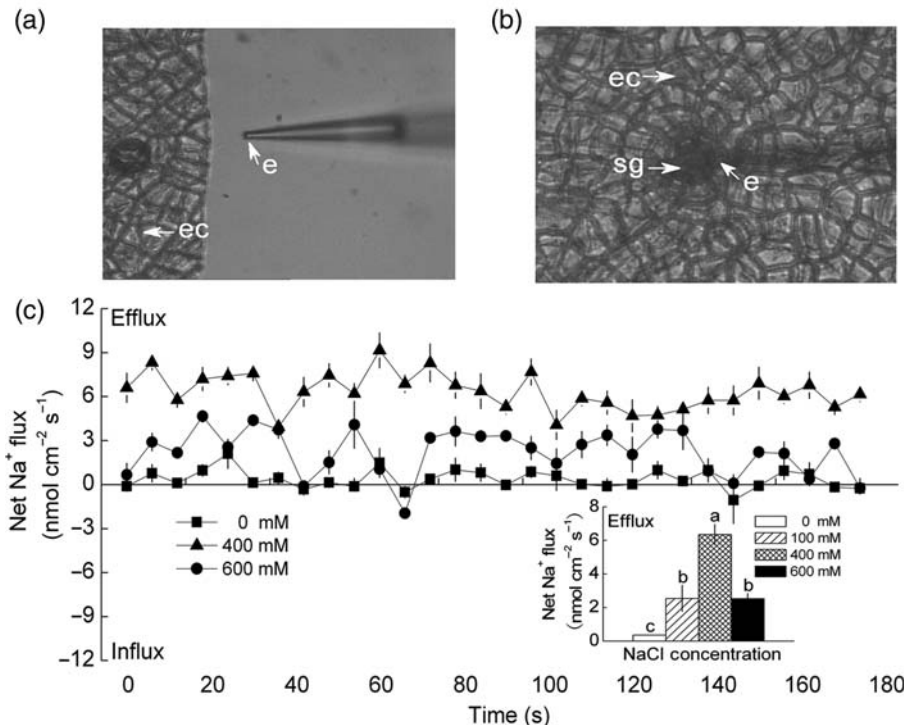 (a)
e
ec
(b)
ec
sg
e
(c)
Net Na⁺ flux
(nmol cm⁻² s⁻¹)
12
9
6
3
0
−3
−6
−9
−12
Efflux
Influx
0 mM
400 mM
600 mM
Efflux
Net Na⁺ flux
(nmol cm⁻² s⁻¹)
8
6
4
2
0
c
b
a
b
0 mM
100 mM
400 mM
600 mM
NaCl concentration
0 20 40 60 80 100 120 140 160 180
Time (s)